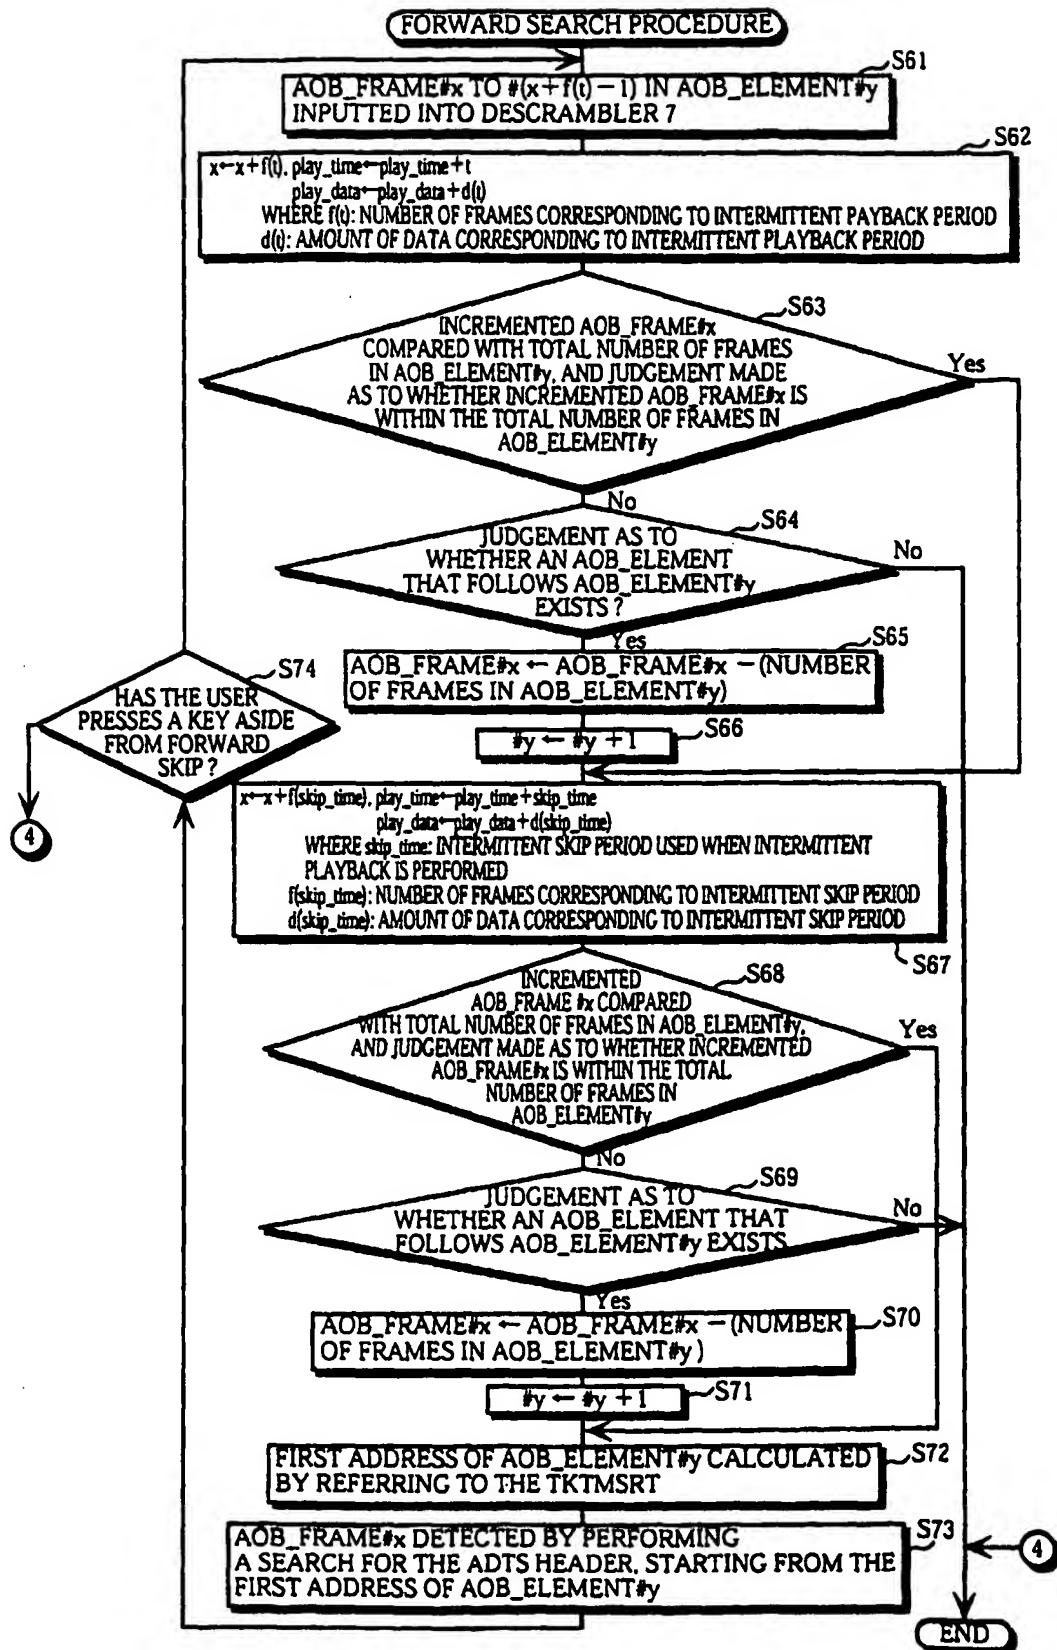 FORWARD SEARCH PROCEDURE
S61
AOB_FRAME#x TO #(x+f(t)-1) IN AOB_ELEMENT#y
INPUTTED INTO DESCRAMBLER 7
S62
x←x+f(t), play_time←play_time+t
play_data←play_data+d(t)
WHERE f(t): NUMBER OF FRAMES CORRESPONDING TO INTERMITTENT PAYBACK PERIOD
d(t): AMOUNT OF DATA CORRESPONDING TO INTERMITTENT PLAYBACK PERIOD
S63
INCREMENTED AOB_FRAME#x
COMPARED WITH TOTAL NUMBER OF FRAMES
IN AOB_ELEMENT#y, AND JUDGEMENT MADE
AS TO WHETHER INCREMENTED AOB_FRAME#x IS
WITHIN THE TOTAL NUMBER OF FRAMES IN
AOB_ELEMENT#y
Yes
No
S64
JUDGEMENT AS TO
WHETHER AN AOB_ELEMENT
THAT FOLLOWS AOB_ELEMENT#y
EXISTS ?
No
Yes
S65
AOB_FRAME#x ← AOB_FRAME#x - (NUMBER
OF FRAMES IN AOB_ELEMENT#y)
S66
#y ← #y + 1
S74
HAS THE USER
PRESSES A KEY ASIDE
FROM FORWARD
SKIP ?
4
x←x+f(skip_time), play_time←play_time+skip_time
play_data←play_data+d(skip_time)
WHERE skip_time: INTERMITTENT SKIP PERIOD USED WHEN INTERMITTENT
PLAYBACK IS PERFORMED
f(skip_time): NUMBER OF FRAMES CORRESPONDING TO INTERMITTENT SKIP PERIOD
d(skip_time): AMOUNT OF DATA CORRESPONDING TO INTERMITTENT SKIP PERIOD
S67
S68
INCREMENTED
AOB_FRAME #x COMPARED
WITH TOTAL NUMBER OF FRAMES IN AOB_ELEMENT#y,
AND JUDGEMENT MADE AS TO WHETHER INCREMENTED
AOB_FRAME#x IS WITHIN THE TOTAL
NUMBER OF FRAMES IN
AOB_ELEMENT#y
Yes
No
S69
JUDGEMENT AS TO
WHETHER AN AOB_ELEMENT THAT
FOLLOWS AOB_ELEMENT#y EXISTS
No
Yes
S70
AOB_FRAME#x ← AOB_FRAME#x - (NUMBER
OF FRAMES IN AOB_ELEMENT#y )
S71
#y ← #y + 1
S72
FIRST ADDRESS OF AOB_ELEMENT#y CALCULATED
BY REFERRING TO THE TKTMSRT
S73
AOB_FRAME#x DETECTED BY PERFORMING
A SEARCH FOR THE ADTS HEADER, STARTING FROM THE
FIRST ADDRESS OF AOB_ELEMENT#y
4
END